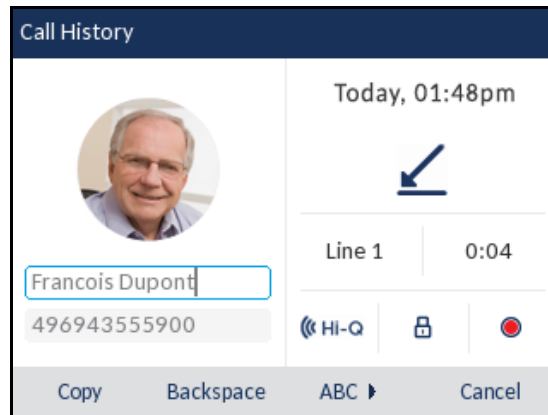 Call History
Today, 01:48pm
Line 1
0:04
Francois Dupont
496943555900
Hi-Q
Copy
Backspace
ABC
Cancel